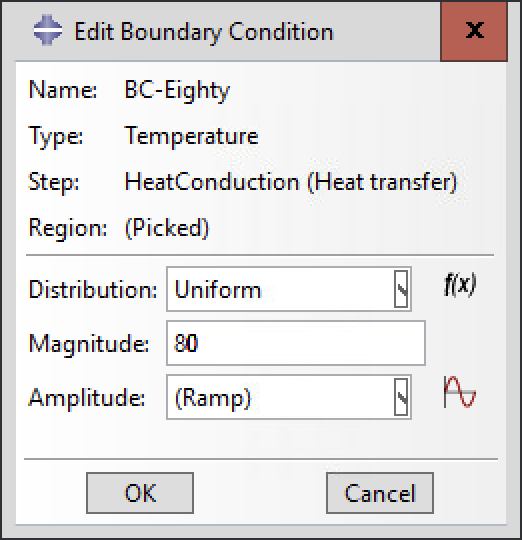 Edit Boundary Condition x
Name: BC-Eighty
Type: Temperature
Step: HeatConduction (Heat transfer)
Region: (Picked)
Distribution: Uniform f(x)
Magnitude: 80
Amplitude: (Ramp)
OK Cancel